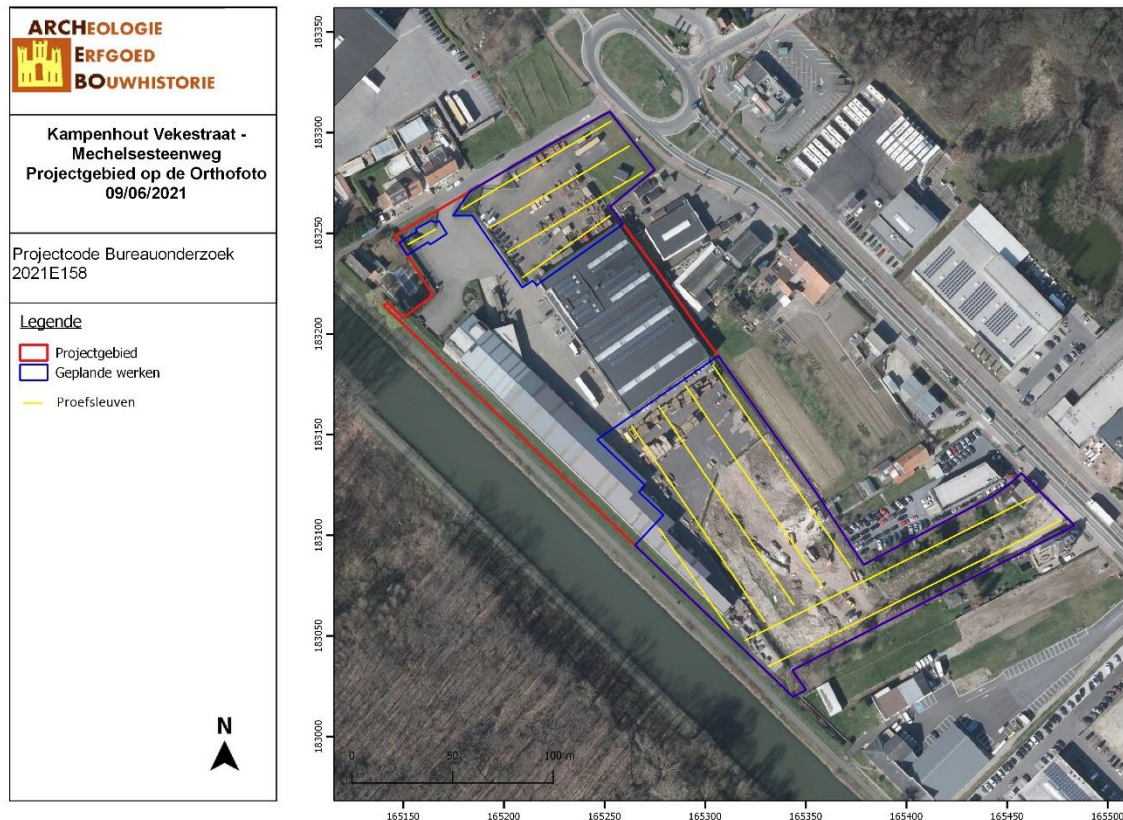 ARCHEOLOGIE
ERFGOED
BOUWHISTORIE
Kampenhout Vekestraat -
Mechelsesteenweg
Projectgebied op de Orthofoto
09/06/2021
Projectcode Bureauonderzoek
2021E158
Legende
Projectgebied
Geplande werken
Proefsleuven
N
183350
183300
183250
183200
183150
183100
183050
183000
0 50 100 m
165150 165200 165250 165300 165350 165400 165450 165500